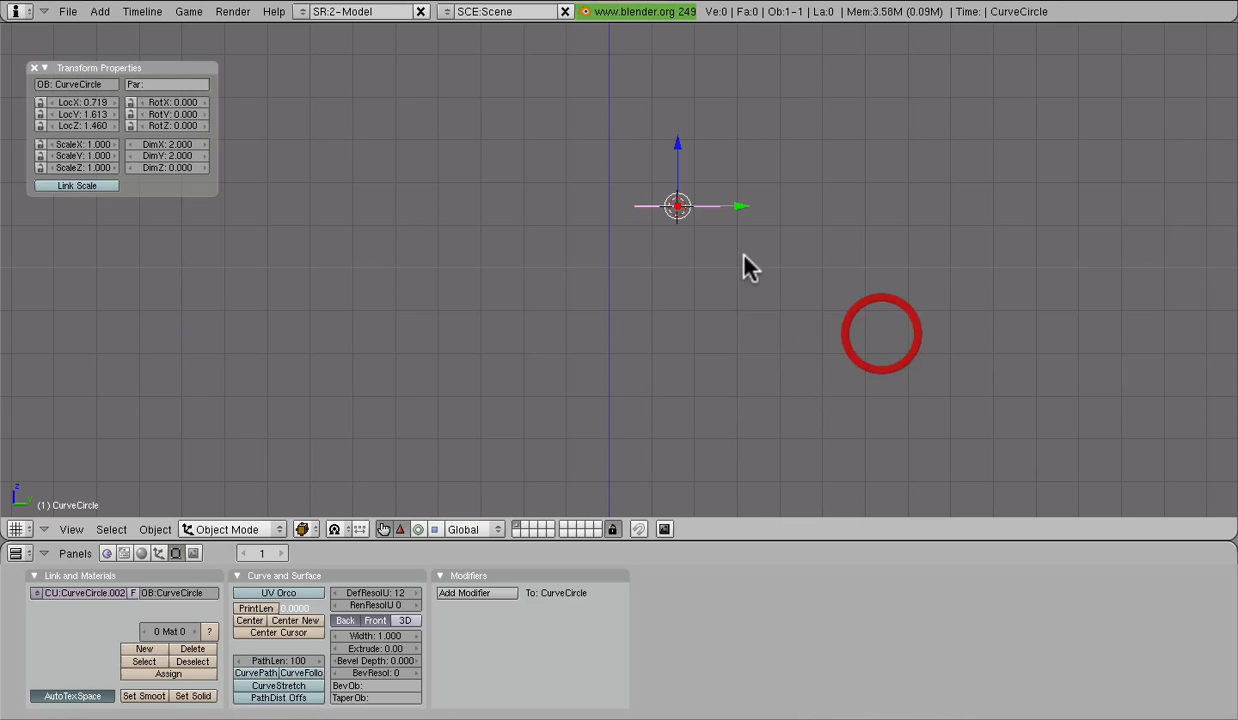 File Add Timeline Game Render Help SR:2-Model SCE:Scene www.blender.org 249 Ve:0 | Fa:0 | Ob:1-1 | La:0 | Mem:3.58M (0.09M) | Time: | CurveCircle
Transform Properties
OB: CurveCircle Par:
LocX: 0.719 RotX: 0.000
LocY: 1.613 RotY: 0.000
LocZ: 1.460 RotZ: 0.000
ScaleX: 1.000 DimX: 2.000
ScaleY: 1.000 DimY: 2.000
ScaleZ: 1.000 DimZ: 0.000
Link Scale
z
y
(1) CurveCircle
View Select Object Object Mode Global
Panels 1
Link and Materials
CU:CurveCircle.002 F OB:CurveCircle
0 Mat 0 ?
New Delete
Select Deselect
Assign
AutoTexSpace Set Smoot Set Solid
Curve and Surface
UV Orco DefResolU: 12
PrintLen 0.0000 RenResolU 0
Center Center New Back Front 3D
Center Cursor Width: 1.000
Extrude: 0.00
PathLen: 100 Bevel Depth: 0.000
CurvePath CurveFollo BevResol: 0
CurveStretch BevOb:
PathDist Offs TaperOb:
Modifiers
Add Modifier To: CurveCircle